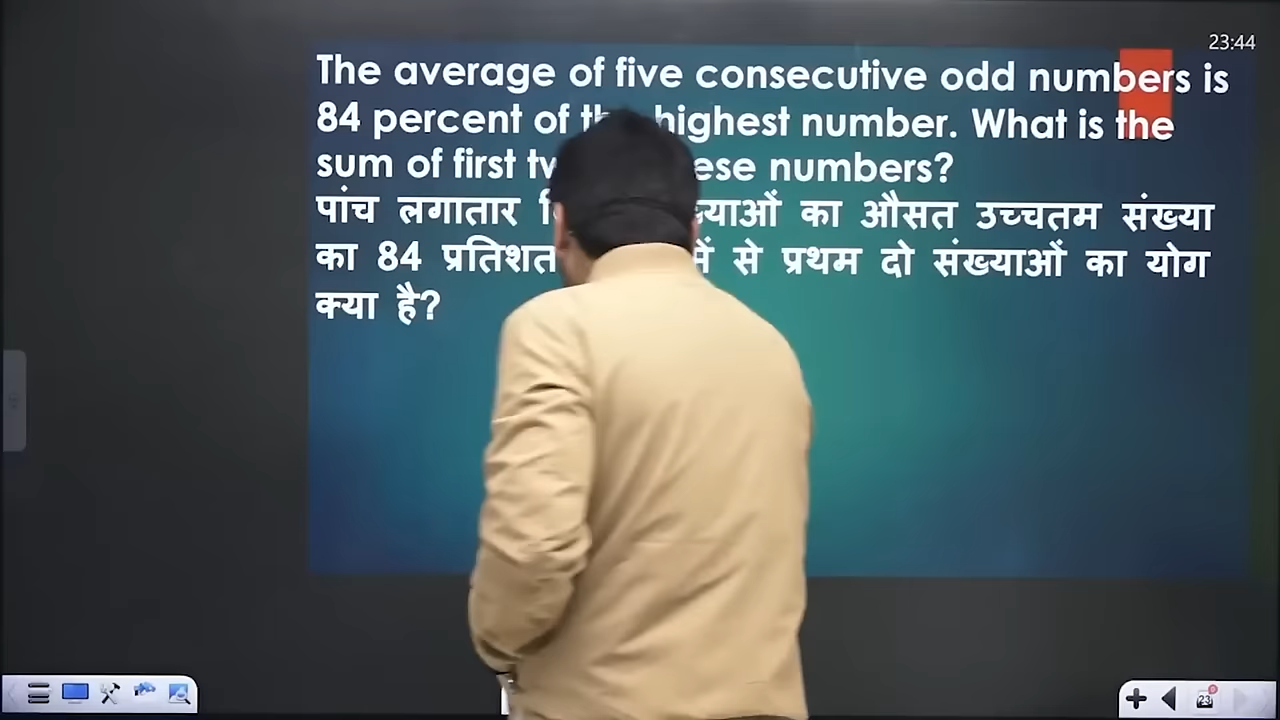 23:44
The average of five consecutive odd numbers is
84 percent of highest number. What is the
sum of first numbers?
पांच लगातार का औसत उच्चतम संख्या
का 84 प्रतिशत में से प्रथम दो संख्याओं का योग
क्या है?
23